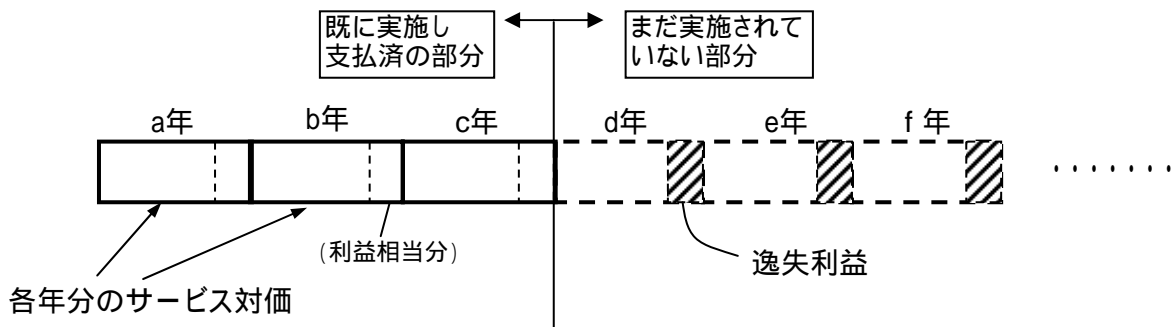 既に実施し
支払済の部分
まだ実施されて
いない部分
a年
b年
c年
d年
e年
f 年
・・・・・・・
(利益相当分)
逸失利益
各年分のサービス対価